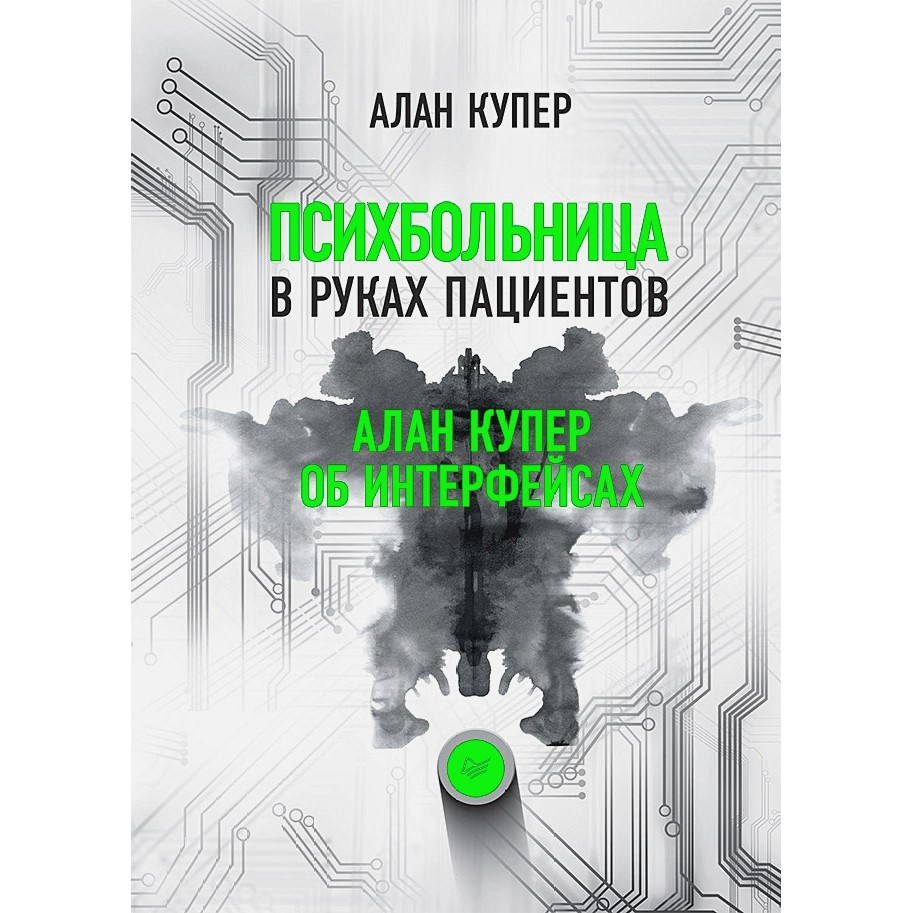 АЛАН КУПЕР
ПСИХБОЛЬНИЦА
В РУКАХ ПАЦИЕНТОВ
АЛАН КУПЕР
ОБ ИНТЕРФЕЙСАХ